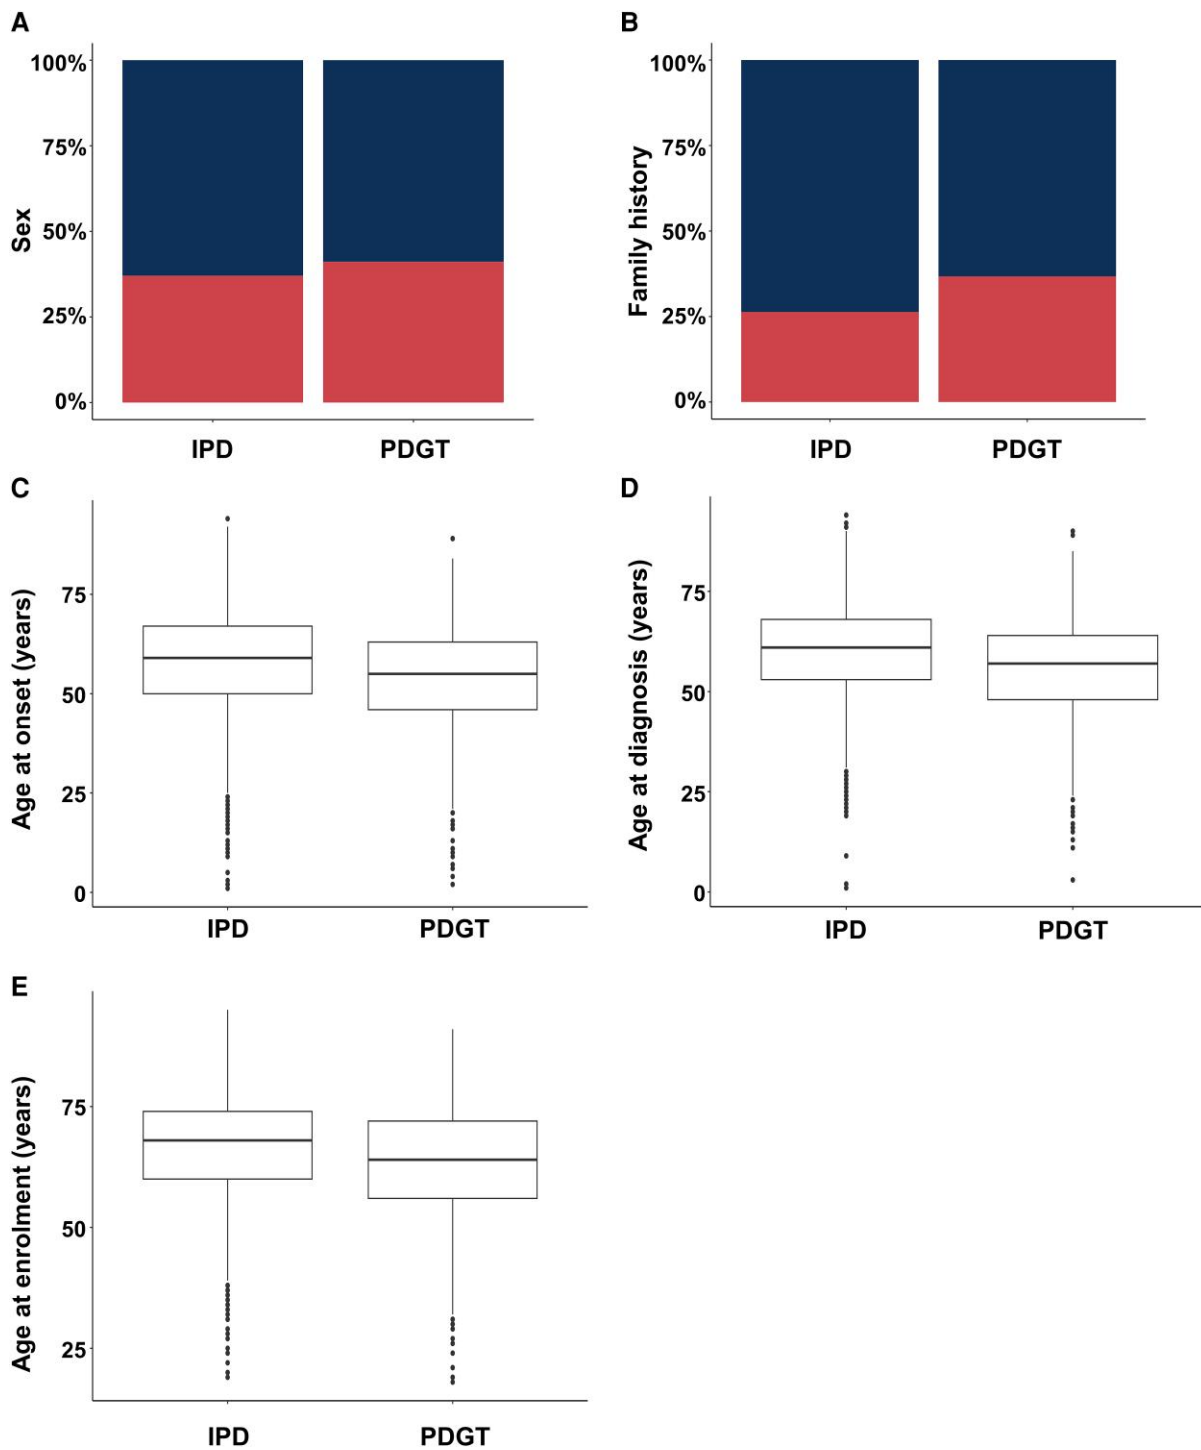 A
Sex
100%
75%
50%
25%
0%
IPD PDGT
B
Family history
100%
75%
50%
25%
0%
IPD PDGT
C
Age at onset (years)
75
50
25
0
IPD PDGT
D
Age at diagnosis (years)
75
50
25
0
IPD PDGT
E
Age at enrolment (years)
75
50
25
IPD PDGT